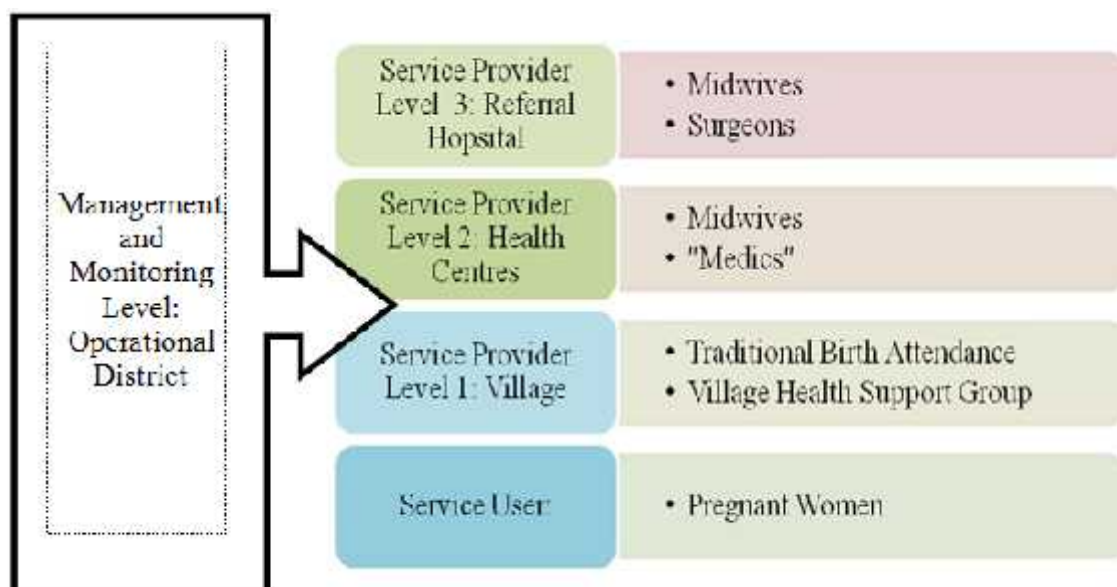 Management
and
Monitoring
Level:
Operational
District
Service Provider
Level 3: Referral
Hopsital
• Midwives
• Surgeons
Service Provider
Level 2: Health
Centres
• Midwives
• "Medics"
Service Provider
Level 1: Village
• Traditional Birth Attendance
• Village Health Support Group
Service User
• Pregnant Women